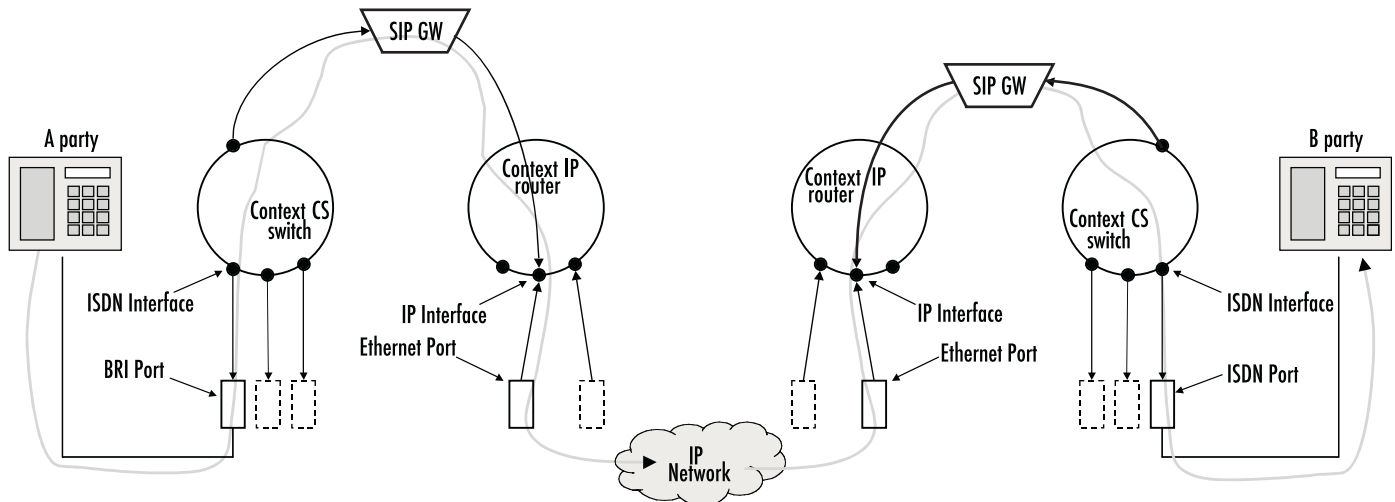 SIP GW
SIP GW
A party
B party
Context CS
switch
Context IP
router
Context IP
router
Context CS
switch
ISDN Interface
IP Interface
IP Interface
ISDN Interface
BRI Port
Ethernet Port
Ethernet Port
ISDN Port
IP
Network